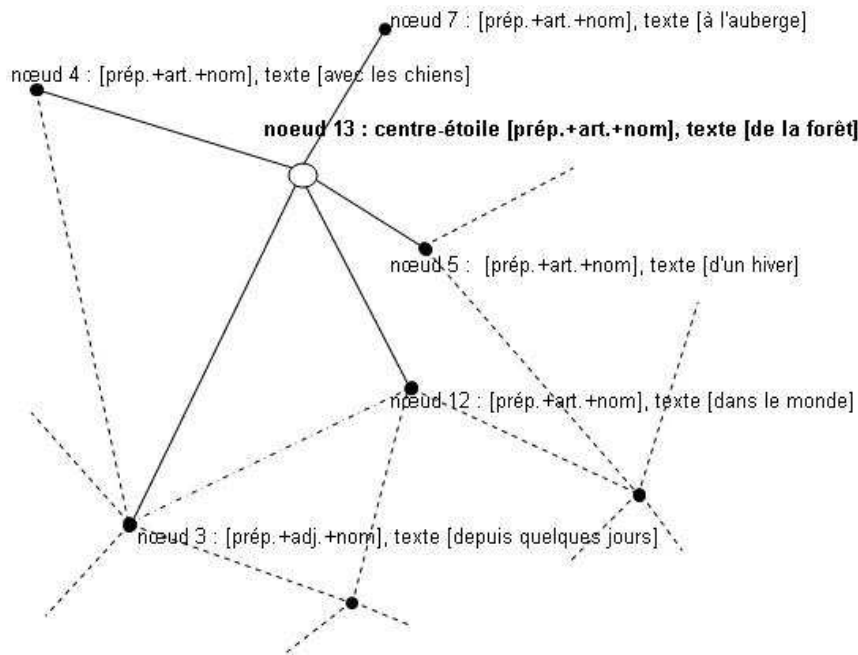 nœud 7 : [prép.+art.+nom], texte [à l'auberge]
nœud 4 : [prép.+art.+nom], texte [avec les chiens]
noeud 13 : centre-étoile [prép.+art.+nom], texte [de la forêt]
nœud 5 : [prép.+art.+nom], texte [d'un hiver]
nœud 12 : [prép.+art.+nom], texte [dans le monde]
nœud 3 : [prép.+adj.+nom], texte [depuis quelques jours]